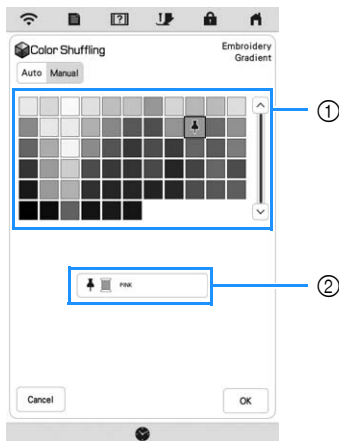 Color Shuffling
Embroidery
Gradient
Auto Manual
①
PINK
②
Cancel
OK